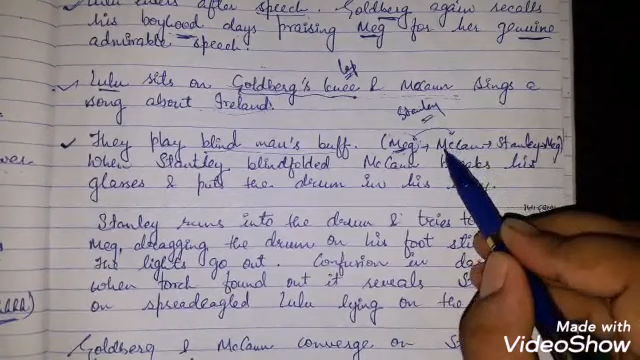 Lulu enters after speech. Goldberg again recalls
his boyhood days praising Meg for her genuine
admirable speech.
Lap
Lulu sits on Goldberg's knee & McCann sings a
song about Ireland.
Stanley
They play blind man's buff. (Meg → McCann → Stanley → Meg)
When Stanley blindfolded McCann breaks his
glasses & puts the drum in his
Stanley runs into the drum & tries to
Meg, dragging the drum on his foot
The lights go out. Confusion in
when torch found out it reveals
on spreadeagled Lulu lying on the
Goldberg & McCann converge on
Made with
VideoShow